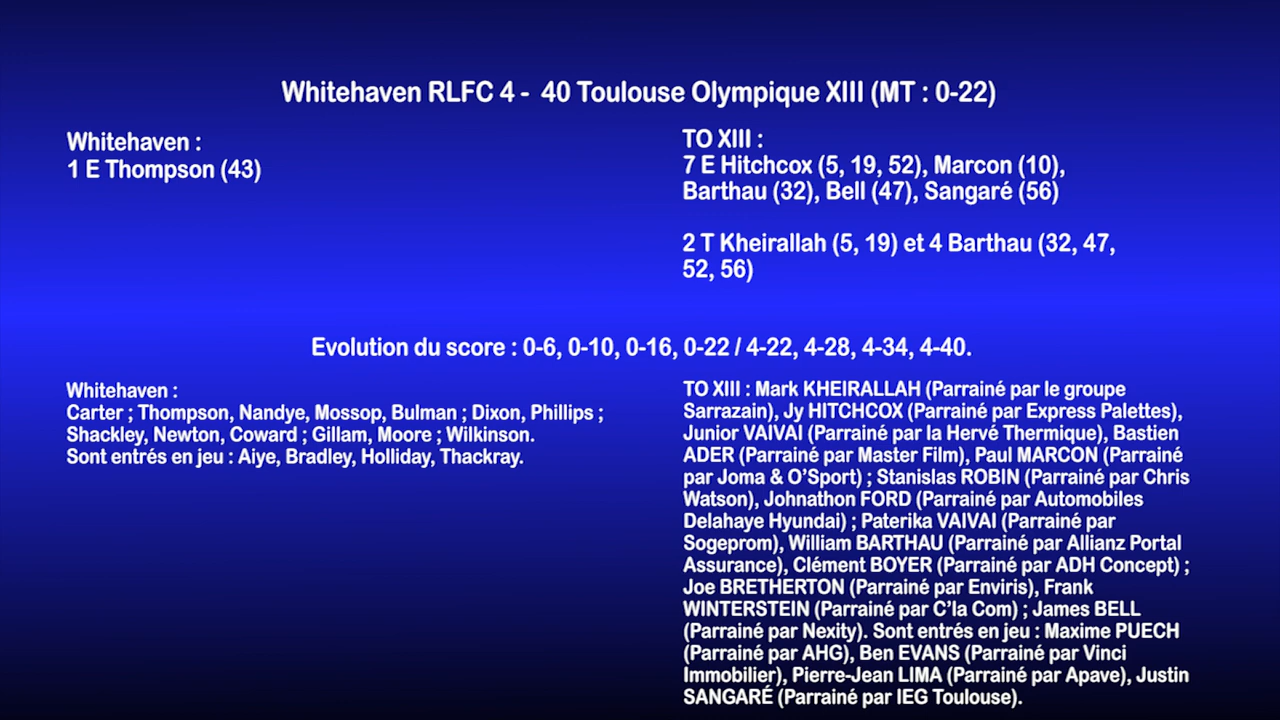 Whitehaven RLFC 4 - 40 Toulouse Olympique XIII (MT : 0-22)
Whitehaven :
1 E Thompson (43)
TO XIII :
7 E Hitchcox (5, 19, 52), Marcon (10),
Barthau (32), Bell (47), Sangaré (56)
2 T Kheirallah (5, 19) et 4 Barthau (32, 47,
52, 56)
Evolution du score : 0-6, 0-10, 0-16, 0-22 / 4-22, 4-28, 4-34, 4-40.
Whitehaven :
Carter ; Thompson, Nandye, Mossop, Bulman ; Dixon, Phillips ;
Shackley, Newton, Coward ; Gillam, Moore ; Wilkinson.
Sont entrés en jeu : Aiye, Bradley, Holliday, Thackray.
TO XIII : Mark KHEIRALLAH (Parrainé par le groupe
Sarrazain), Jy HITCHCOX (Parrainé par Express Palettes),
Junior VAIVAI (Parrainé par la Hervé Thermique), Bastien
ADER (Parrainé par Master Film), Paul MARCON (Parrainé
par Joma & O'Sport) ; Stanislas ROBIN (Parrainé par Chris
Watson), Johnathon FORD (Parrainé par Automobiles
Delahaye Hyundai) ; Paterika VAIVAI (Parrainé par
Sogeprom), William BARTHAU (Parrainé par Allianz Portal
Assurance), Clément BOYER (Parrainé par ADH Concept) ;
Joe BRETHERTON (Parrainé par Enviris), Frank
WINTERSTEIN (Parrainé par C'la Com) ; James BELL
(Parrainé par Nexity). Sont entrés en jeu : Maxime PUECH
(Parrainé par AHG), Ben EVANS (Parrainé par Vinci
Immobilier), Pierre-Jean LIMA (Parrainé par Apave), Justin
SANGARÉ (Parrainé par IEG Toulouse).